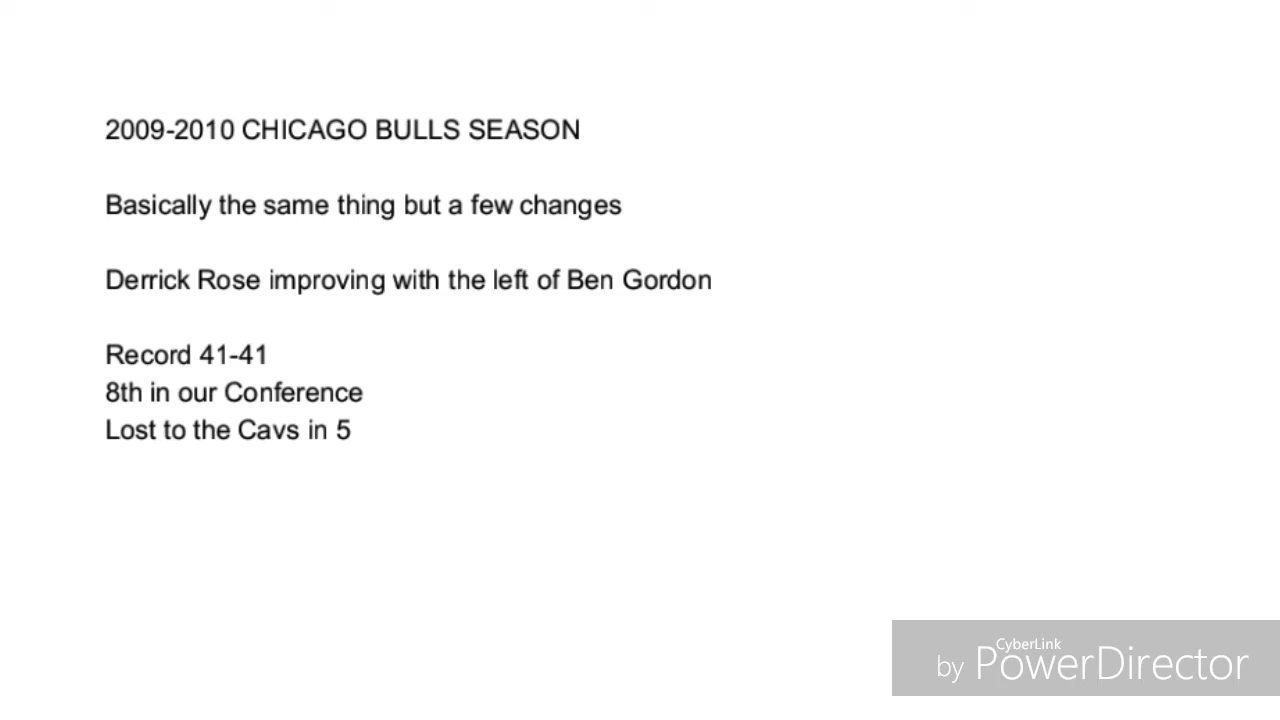 2009-2010 CHICAGO BULLS SEASON
Basically the same thing but a few changes
Derrick Rose improving with the left of Ben Gordon
Record 41-41
8th in our Conference
Lost to the Cavs in 5
CyberLink
by PowerDirector